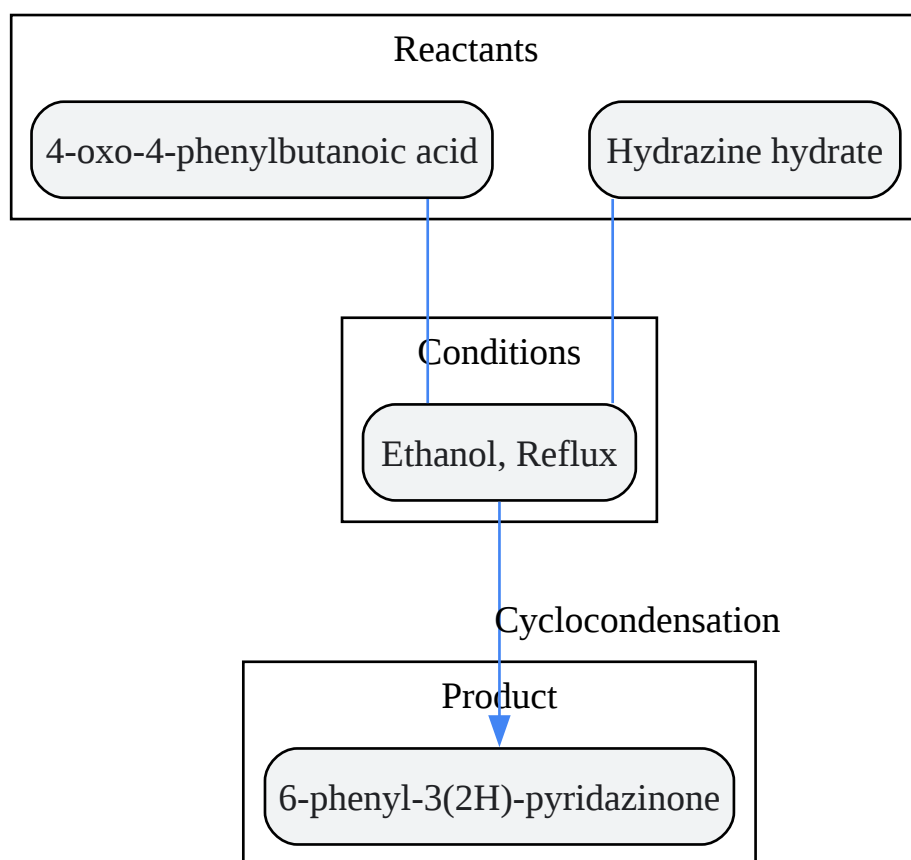 Reactants
4-oxo-4-phenylbutanoic acid
Hydrazine hydrate
Conditions
Ethanol, Reflux
Cyclocondensation
Product
6-phenyl-3(2H)-pyridazinone